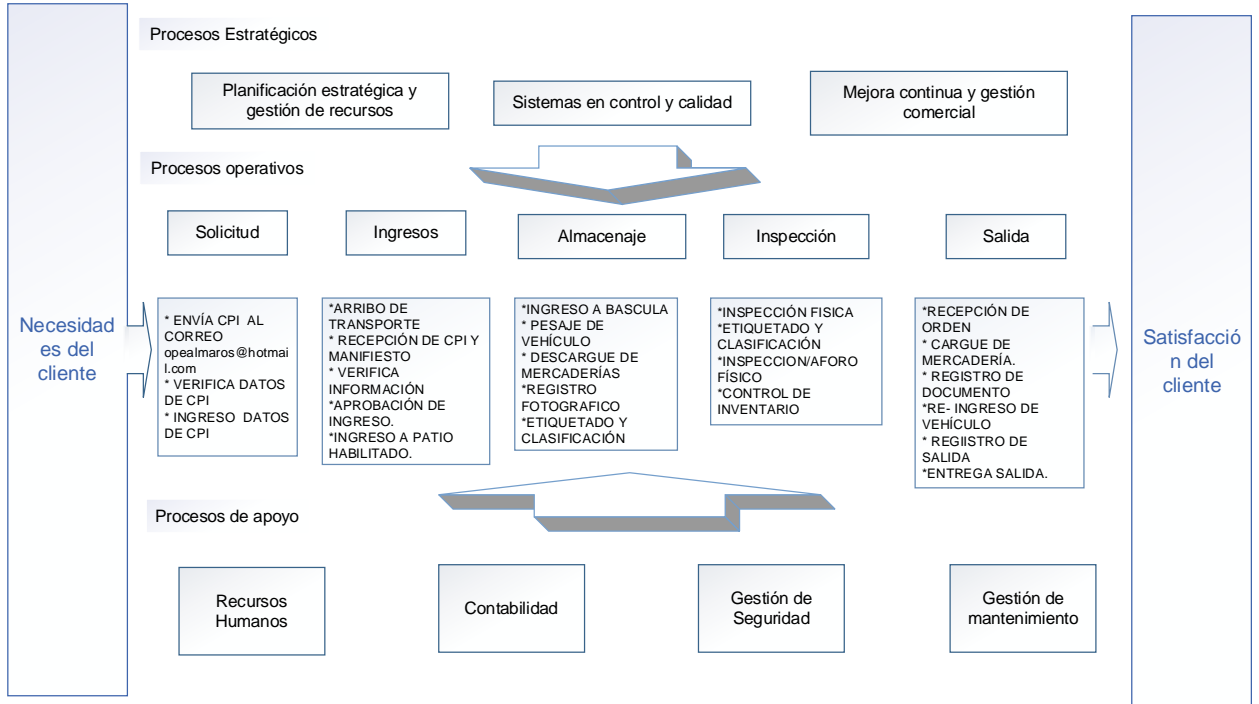 Procesos Estratégicos
Planificación estratégica y
gestión de recursos
Sistemas en control y calidad
Mejora continua y gestión
comercial
Procesos operativos
Solicitud
Ingresos
Almacenaje
Inspección
Salida
Necesidad
es del
cliente
* ENVÍA CPI AL
CORREO
opealmaros@hotmai
l.com
* VERIFICA DATOS
DE CPI
* INGRESO DATOS
DE CPI
*ARRIBO DE
TRANSPORTE
* RECEPCIÓN DE CPI Y
MANIFIESTO
* VERIFICA
INFORMACIÓN
*APROBACIÓN DE
INGRESO.
*INGRESO A PATIO
HABILITADO.
*INGRESO A BASCULA
* PESAJE DE
VEHÍCULO
* DESCARGUE DE
MERCADERÍAS
*REGISTRO
FOTOGRAFICO
*ETIQUETADO Y
CLASIFICACIÓN
*INSPECCIÓN FISICA
*ETIQUETADO Y
CLASIFICACIÓN
*INSPECCION/AFORO
FÍSICO
*CONTROL DE
INVENTARIO
*RECEPCIÓN DE
ORDEN
* CARGUE DE
MERCADERÍA.
* REGISTRO DE
DOCUMENTO
*RE- INGRESO DE
VEHÍCULO
* REGIISTRO DE
SALIDA
*ENTREGA SALIDA.
Satisfacció
n del
cliente
Procesos de apoyo
Recursos
Humanos
Contabilidad
Gestión de
Seguridad
Gestión de
mantenimiento